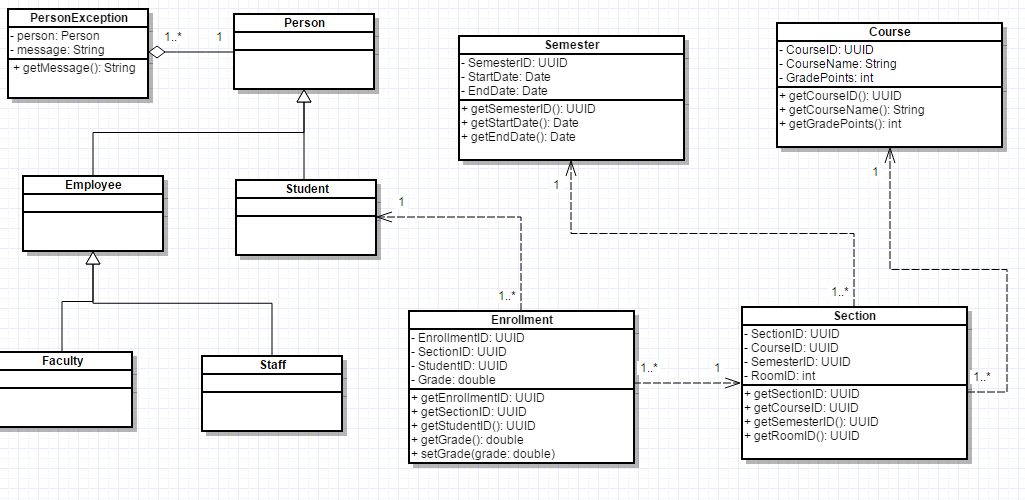 PersonException
- person: Person
- message: String
+ getMessage(): String
1..*
1
Person
Semester
- SemesterID: UUID
- StartDate: Date
- EndDate: Date
+ getSemesterID(): UUID
+ getStartDate(): Date
+ getEndDate(): Date
Course
- CourseID: UUID
- CourseName: String
- GradePoints: int
+ getCourseID(): UUID
+ getCourseName(): String
+ getGradePoints(): int
Employee
Student
1
1
1
Faculty
Staff
1..*
Enrollment
- EnrollmentID: UUID
- SectionID: UUID
- StudentID: UUID
- Grade: double
+ getEnrollmentID: UUID
+ getSectionID: UUID
+ getStudentID(): UUID
+ getGrade(): double
+ setGrade(grade: double)
1..*
1
1..*
Section
- SectionID: UUID
- CourseID: UUID
- SemesterID: UUID
- RoomID: int
+ getSectionID: UUID
+ getCourseID: UUID
+ getSemesterID(): UUID
+ getRoomID(): UUID
1..*